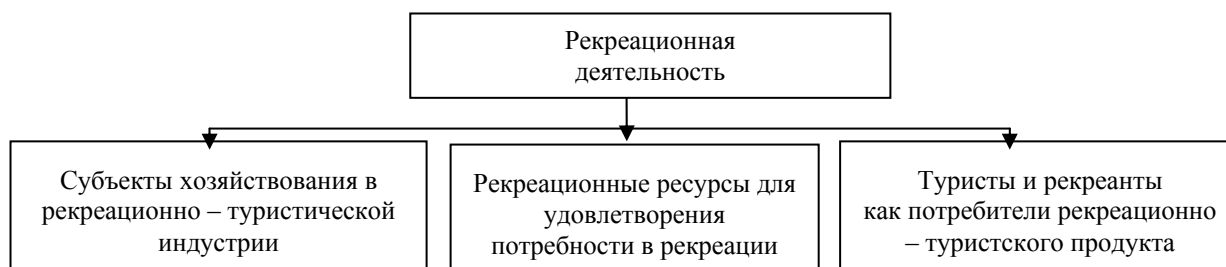 Рекреационная
деятельность
Субъекты хозяйствования в
рекреационно – туристической
индустрии
Рекреационные ресурсы для
удовлетворения
потребности в рекреации
Туристы и рекреанты
как потребители рекреационно
– туристского продукта